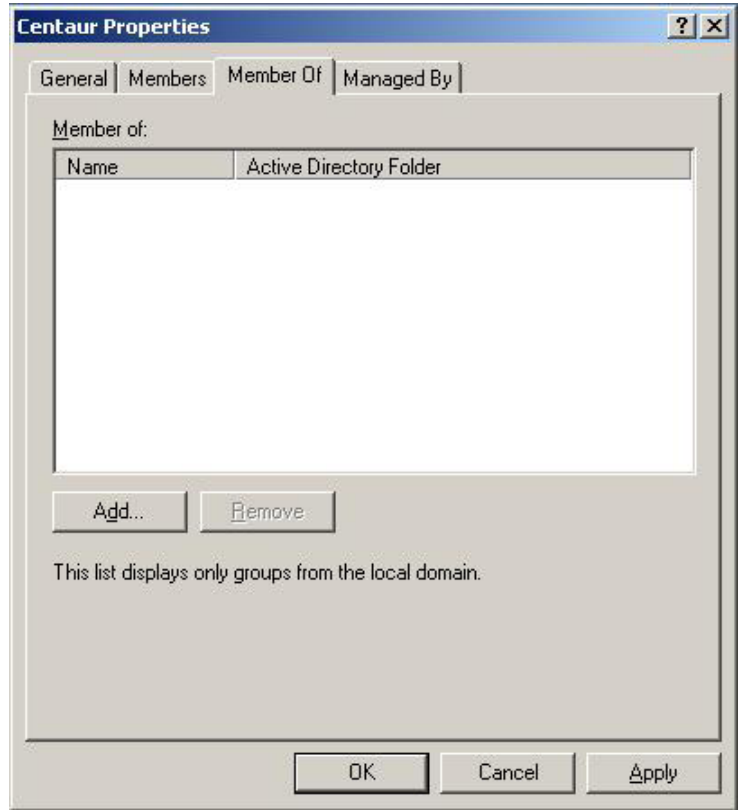 Centaur Properties
General Members Member Of Managed By
Member of:
Name Active Directory Folder
Add... Remove
This list displays only groups from the local domain.
OK Cancel Apply